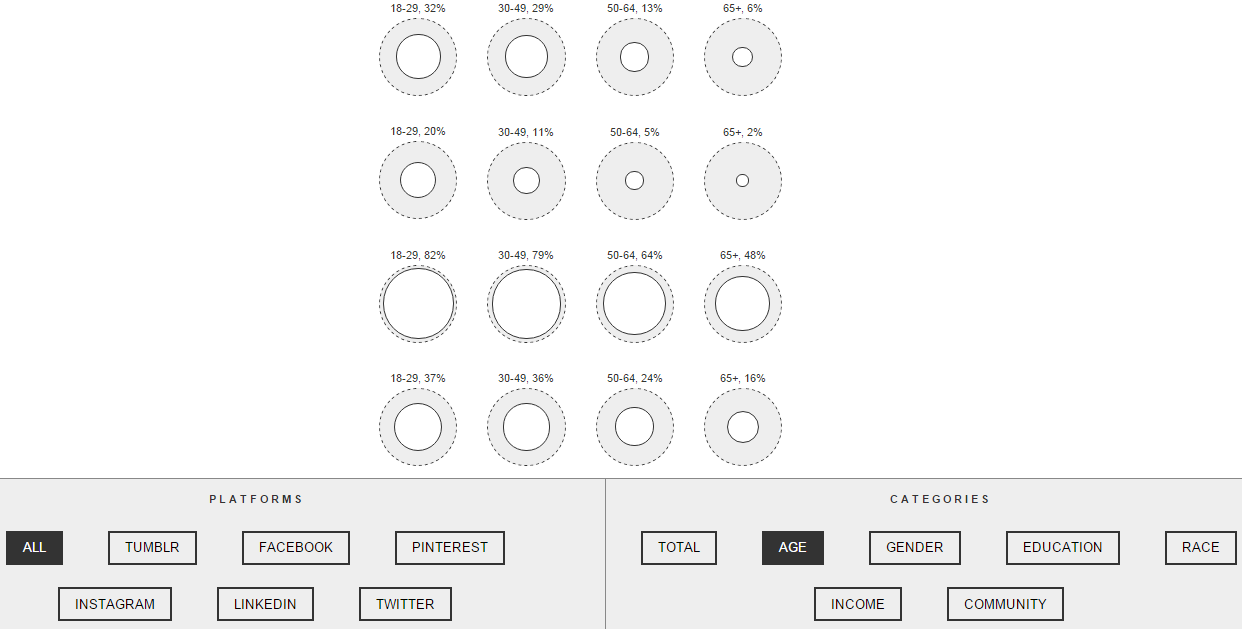 18-29, 32% 30-49, 29% 50-64, 13% 65+, 6%
18-29, 20% 30-49, 11% 50-64, 5% 65+, 2%
18-29, 82% 30-49, 79% 50-64, 64% 65+, 48%
18-29, 37% 30-49, 36% 50-64, 24% 65+, 16%
PLATFORMS
ALL TUMBLR FACEBOOK PINTEREST
INSTAGRAM LINKEDIN TWITTER
CATEGORIES
TOTAL AGE GENDER EDUCATION RACE
INCOME COMMUNITY